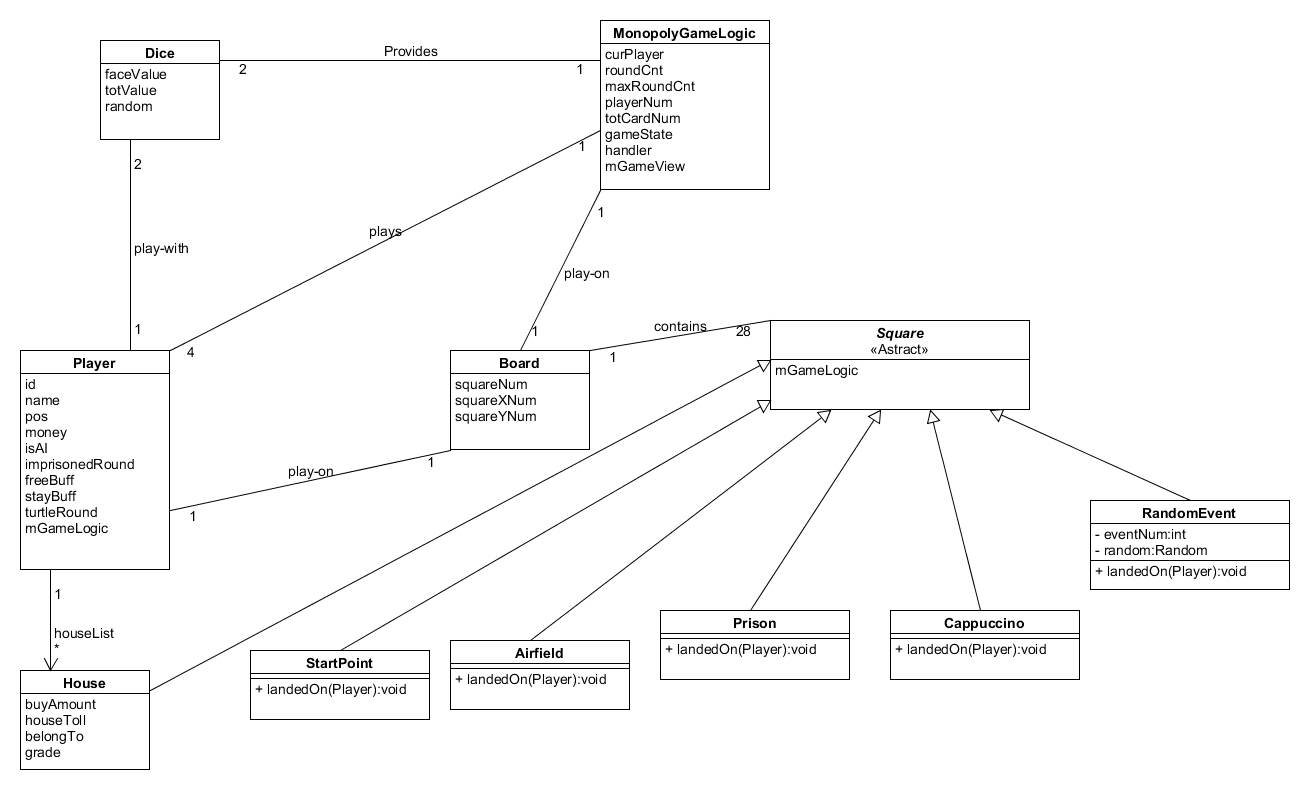 MonopolyGameLogic
curPlayer
roundCnt
maxRoundCnt
playerNum
totCardNum
gameState
handler
mGameView
Dice
faceValue
totValue
random
Provides
2
1
2
play-with
1
1
plays
4
1
play-on
1
Player
id
name
pos
money
isAI
imprisonedRound
freeBuff
stayBuff
turtleRound
mGameLogic
Board
squareNum
squareXNum
squareYNum
contains
28
1
Square
«Astract»
mGameLogic
play-on
1
1
1
houseList
*
House
buyAmount
houseToll
belongTo
grade
StartPoint
+ landedOn(Player):void
Airfield
+ landedOn(Player):void
Prison
+ landedOn(Player):void
Cappuccino
+ landedOn(Player):void
RandomEvent
- eventNum:int
- random:Random
+ landedOn(Player):void